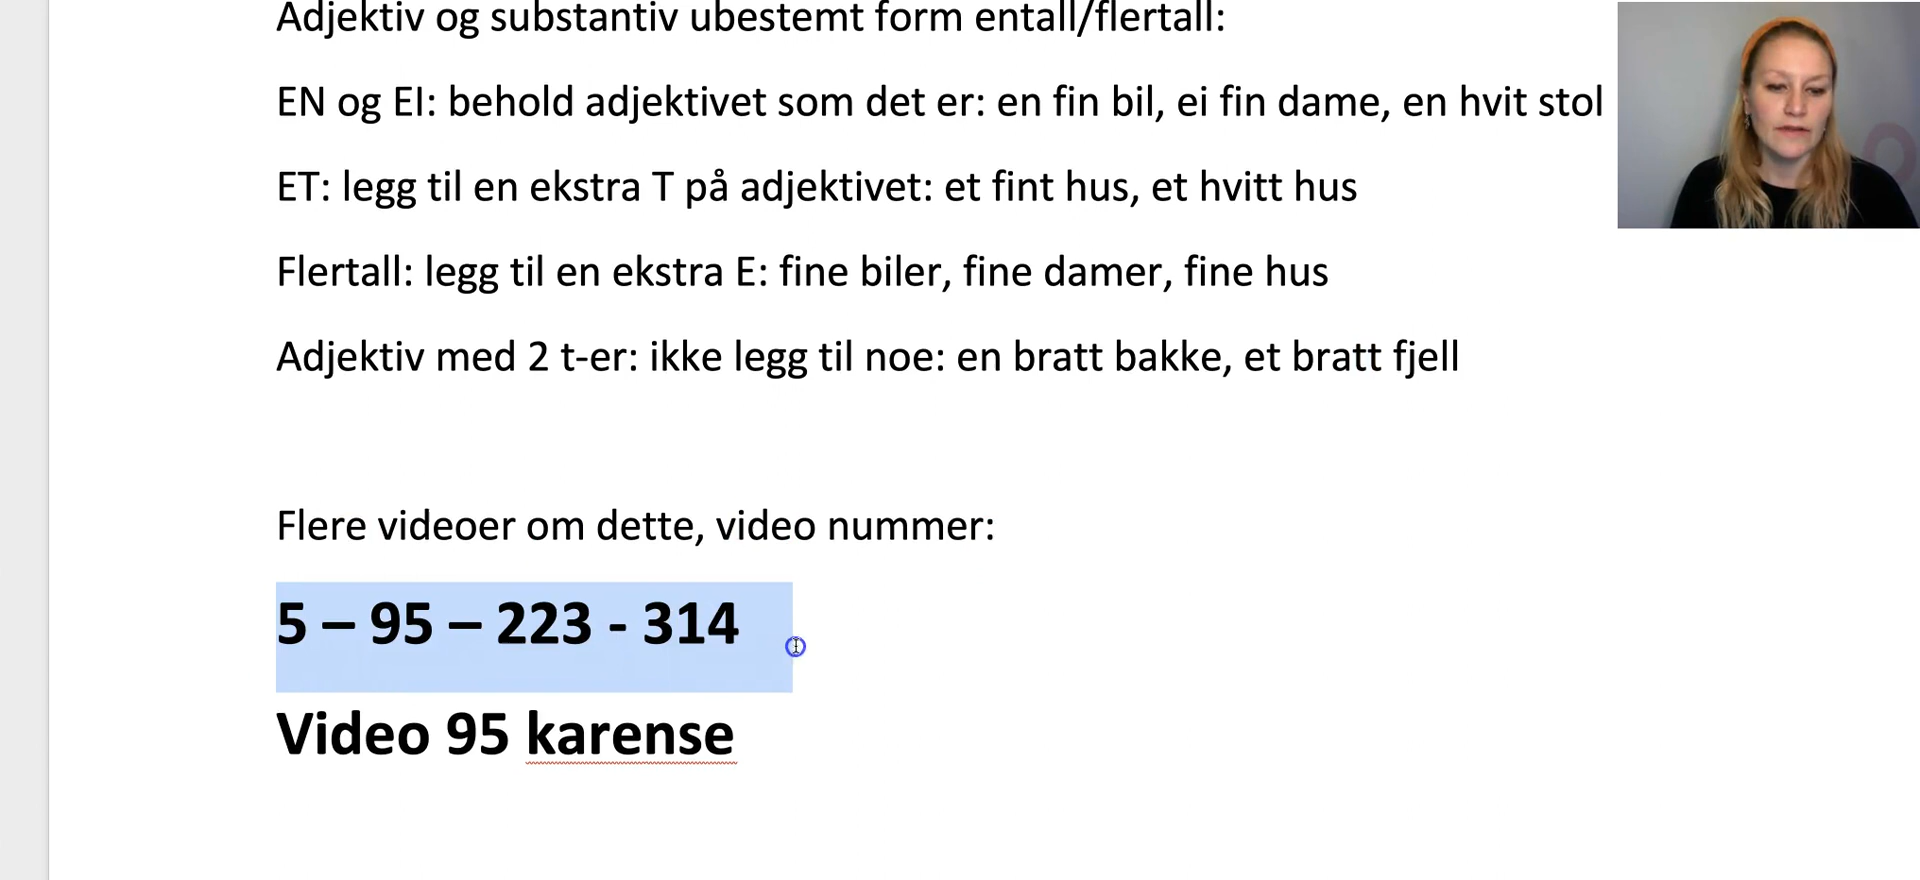 Adjektiv og substantiv ubestemt form entall/flertall:
EN og EI: behold adjektivet som det er: en fin bil, ei fin dame, en hvit stol
ET: legg til en ekstra T på adjektivet: et fint hus, et hvitt hus
Flertall: legg til en ekstra E: fine biler, fine damer, fine hus
Adjektiv med 2 t-er: ikke legg til noe: en bratt bakke, et bratt fjell
Flere videoer om dette, video nummer:
5 – 95 – 223 - 314
Video 95 karense